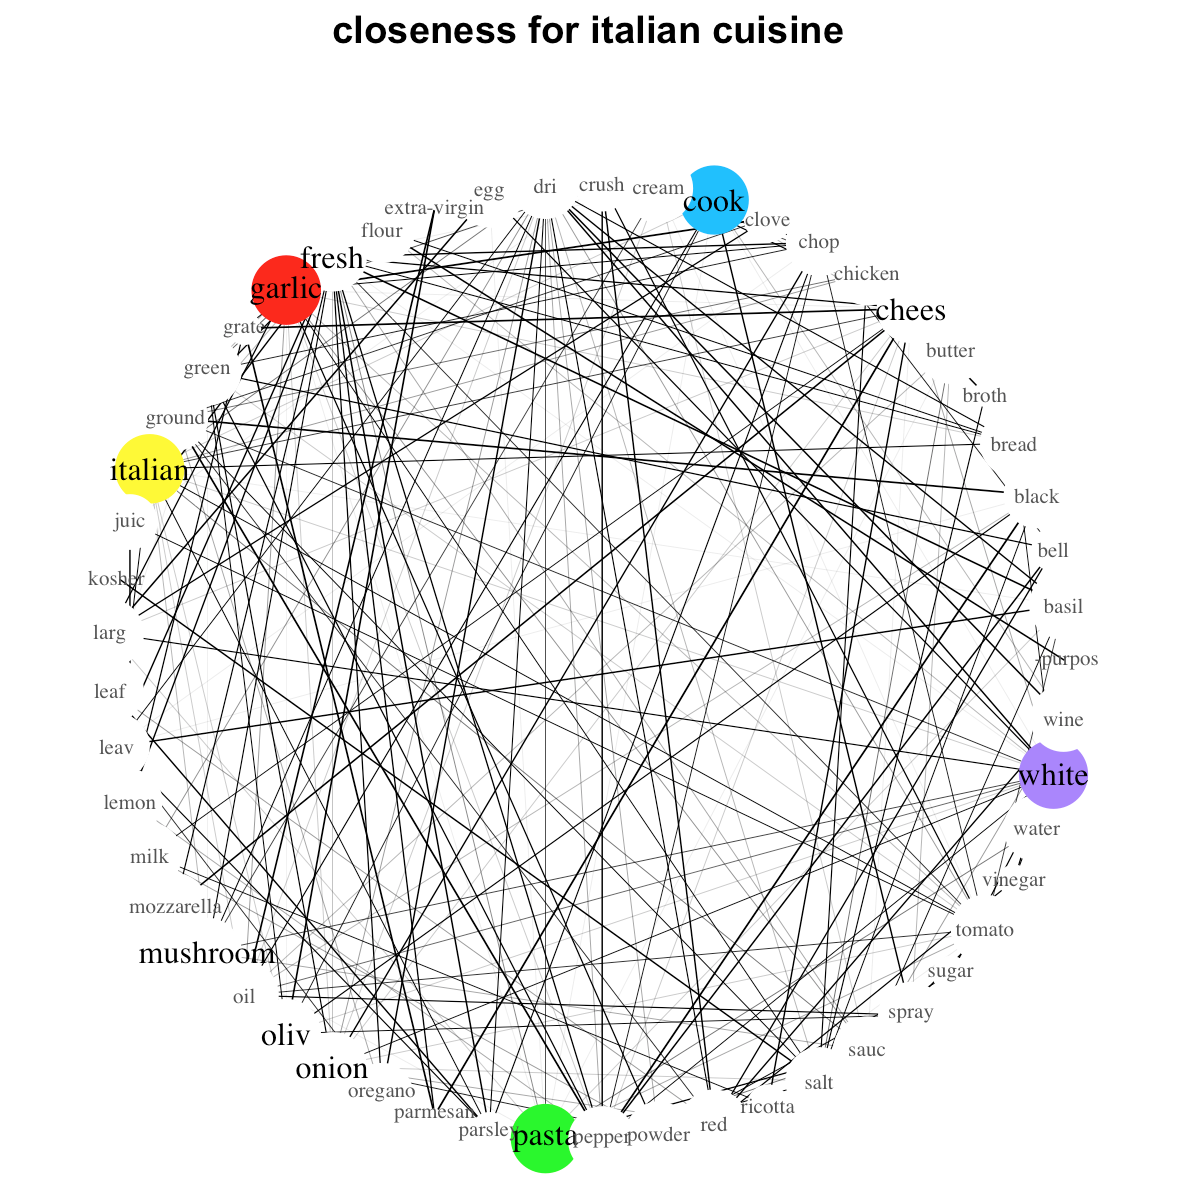 closeness for italian cuisine
egg
dri
crush
cream
cook
clove
extra-virgin
flour
chop
fresh
chicken
garlic
chees
grate
butter
green
broth
ground
bread
italian
black
juic
bell
kosher
basil
larg
-purpos
leaf
wine
leav
white
lemon
water
milk
vinegar
mozzarella
tomato
mushroom
sugar
oil
spray
oliv
sauc
onion
salt
oregano
ricotta
parmesan
red
parsley
pasta
pepper
powder